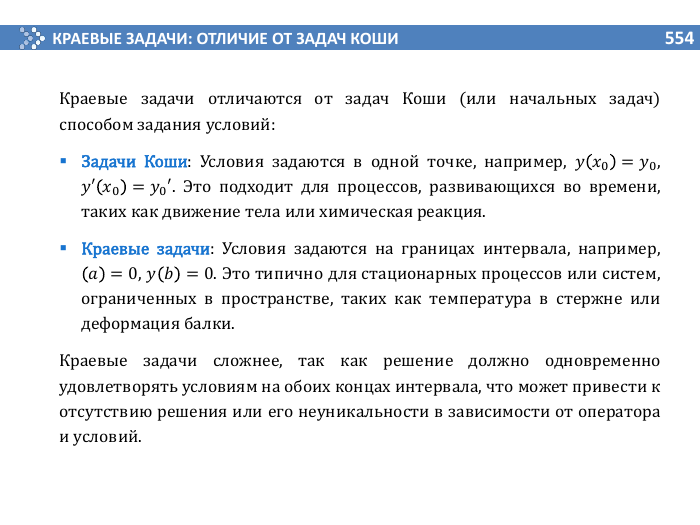 КРАЕВЫЕ ЗАДАЧИ: ОТЛИЧИЕ ОТ ЗАДАЧ КОШИ
554
Краевые задачи отличаются от задач Коши (или начальных задач)
способом задания условий:
▪ Задачи Коши: Условия задаются в одной точке, например, 𝑦(𝑥₀) = 𝑦₀,
𝑦′(𝑥₀) = 𝑦₀′. Это подходит для процессов, развивающихся во времени,
таких как движение тела или химическая реакция.
▪ Краевые задачи: Условия задаются на границах интервала, например,
(𝑎) = 0, 𝑦(𝑏) = 0. Это типично для стационарных процессов или систем,
ограниченных в пространстве, таких как температура в стержне или
деформация балки.
Краевые задачи сложнее, так как решение должно одновременно
удовлетворять условиям на обоих концах интервала, что может привести к
отсутствию решения или его неуникальности в зависимости от оператора
и условий.